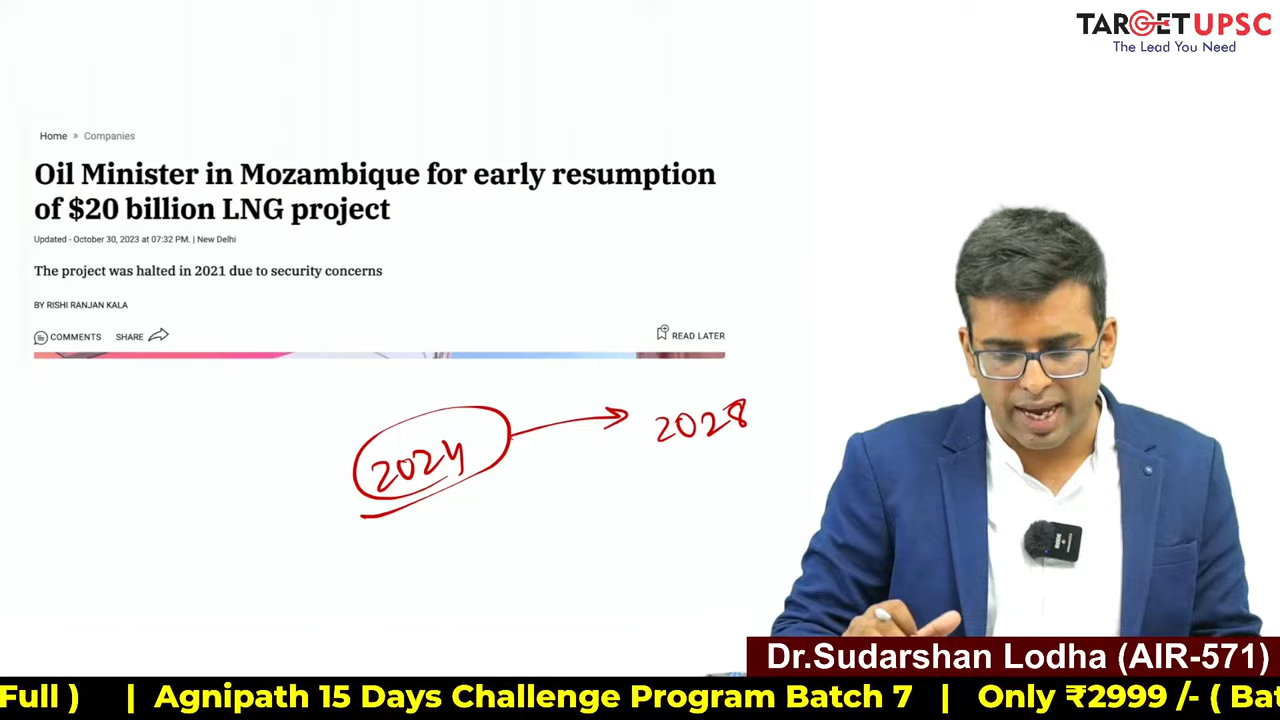 TARGET UPSC
The Lead You Need
Home » Companies
Oil Minister in Mozambique for early resumption
of $20 billion LNG project
Updated - October 30, 2023 at 07:32 PM. | New Delhi
The project was halted in 2021 due to security concerns
BY RISHI RANJAN KALA
COMMENTS SHARE READ LATER
2024 → 2028
Dr.Sudarshan Lodha (AIR-571)
Full ) | Agnipath 15 Days Challenge Program Batch 7 | Only ₹2999 /- ( Bat